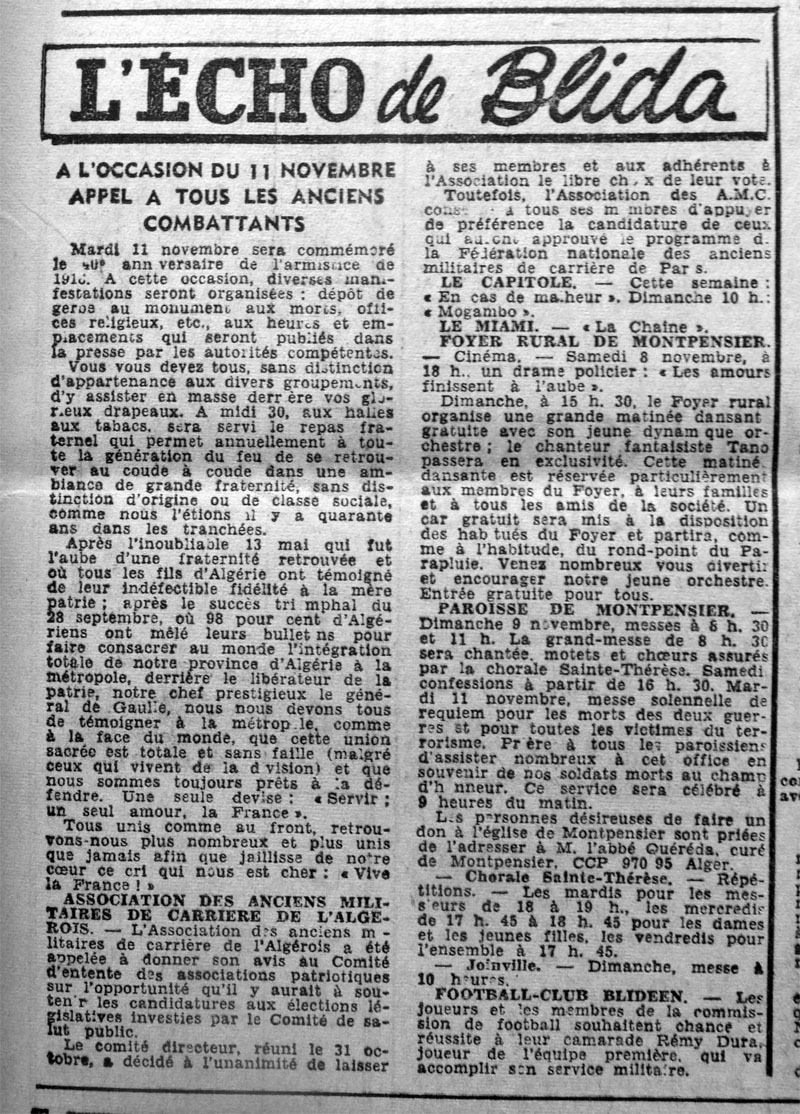 L'ÉCHO de Blida
A L'OCCASION DU 11 NOVEMBRE
APPEL A TOUS LES ANCIENS
COMBATTANTS
Mardi 11 novembre sera commémoré
le 40e anniversaire de l'armistice de
1918. A cette occasion, diverses mani-
festations seront organisées : dépôt de
gerbe au monument aux morts, offi-
ces religieux, etc., aux heures et em-
placements qui seront publiés dans
la presse par les autorités compétentes.
Vous vous devez tous, sans distinction
d'appartenance aux divers groupements,
d'y assister en masse derrière vos glo-
rieux drapeaux. A midi 30, aux halles
aux tabacs, sera servi le repas fra-
ternel qui permet annuellement à tou-
te la génération du feu de se retrou-
ver au coude à coude dans une am-
biance de grande fraternité, sans dis-
tinction d'origine ou de classe sociale,
comme nous l'étions il y a quarante
ans dans les tranchées.
Après l'inoubliable 13 mai qui fut
l'aube d'une fraternité retrouvée et
où tous les fils d'Algérie ont témoigné
de leur indéfectible fidélité à la mère
patrie ; après le succès triomphal du
28 septembre, où 98 pour cent d'Algé-
riens ont mêlé leurs bulletins pour
faire consacrer au monde l'intégration
totale de notre province d'Algérie à la
métropole, derrière le libérateur de la
patrie, notre chef prestigieux le géné-
ral de Gaulle, nous nous devons tous
de témoigner à la métropole, comme
à la face du monde, que cette union
sacrée est totale et sans faille (malgré
ceux qui vivent de la division) et que
nous sommes toujours prêts à la dé-
fendre. Une seule devise : « Servir ;
un seul amour, la France ».
Tous unis comme au front, retrou-
vons-nous plus nombreux et plus unis
que jamais afin que jaillisse de notre
cœur ce cri qui nous est cher : « Vive
la France ! »
ASSOCIATION DES ANCIENS MILI-
TAIRES DE CARRIERE DE L'ALGE-
ROIS. — L'Association des anciens mi-
litaires de carrière de l'Algérois a été
appelée à donner son avis au Comité
d'entente des associations patriotiques
sur l'opportunité qu'il y aurait à sou-
tenir les candidatures aux élections lé-
gislatives investies par le Comité de sa-
lut public.
Le comité directeur, réuni le 31 oc-
tobre, a décidé à l'unanimité de laisser
à ses membres et aux adhérents à
l'Association le libre choix de leur vote.
Toutefois, l'Association des A.M.C.
à tous ses membres d'appuyer
de préférence la candidature de ceux
qui auront approuvé le programme de
la Fédération nationale des anciens
militaires de carrière de Paris.
LE CAPITOLE. — Cette semaine :
« En cas de malheur ». Dimanche 10 h.:
« Mogambo ».
LE MIAMI. — « La Chaîne ».
FOYER RURAL DE MONTPENSIER.
— Cinéma. — Samedi 8 novembre, à
18 h., un drame policier : « Les amours
finissent à l'aube ».
Dimanche, à 15 h. 30, le Foyer rural
organise une grande matinée dansant
gratuite avec son jeune dynamique or-
chestre ; le chanteur fantaisiste Tano
passera en exclusivité. Cette matiné
dansante est réservée particulièrement
aux membres du Foyer, à leurs familles
et à tous les amis de la société. Un
car gratuit sera mis à la disposition
des habitués du Foyer et partira, com-
me à l'habitude, du rond-point du Pa-
rapluie. Venez nombreux vous divertir
et encourager notre jeune orchestre.
Entrée gratuite pour tous.
PAROISSE DE MONTPENSIER. —
Dimanche 9 novembre, messes à 8 h. 30
et 11 h. La grand-messe de 8 h. 30
sera chantée, motets et chœurs assurés
par la chorale Sainte-Thérèse. Samedi
confessions à partir de 16 h. 30. Mar-
di 11 novembre, messe solennelle de
requiem pour les morts des deux guer-
res et pour toutes les victimes du ter-
rorisme. Prière à tous les paroissiens
d'assister nombreux à cet office en
souvenir de nos soldats morts au champ
d'honneur. Ce service sera célébré à
9 heures du matin.
Les personnes désireuses de faire un
don à l'église de Montpensier sont priées
de l'adresser à M. l'abbé Quéréda, curé
de Montpensier, CCP 970 95 Alger.
— Chorale Sainte-Thérèse. — Répé-
titions. — Les mardis pour les mes-
sieurs de 18 à 19 h., les mercredis
de 17 h. 45 à 18 h. 45 pour les dames
et les jeunes filles, les vendredis pour
l'ensemble à 17 h. 45.
— Joinville. — Dimanche, messe à
10 heures.
FOOTBALL-CLUB BLIDEEN. — Les
joueurs et les membres de la commis-
sion de football souhaitent chance et
réussite à leur camarade Rémy Dura,
joueur de l'équipe première, qui va
accomplir son service militaire.